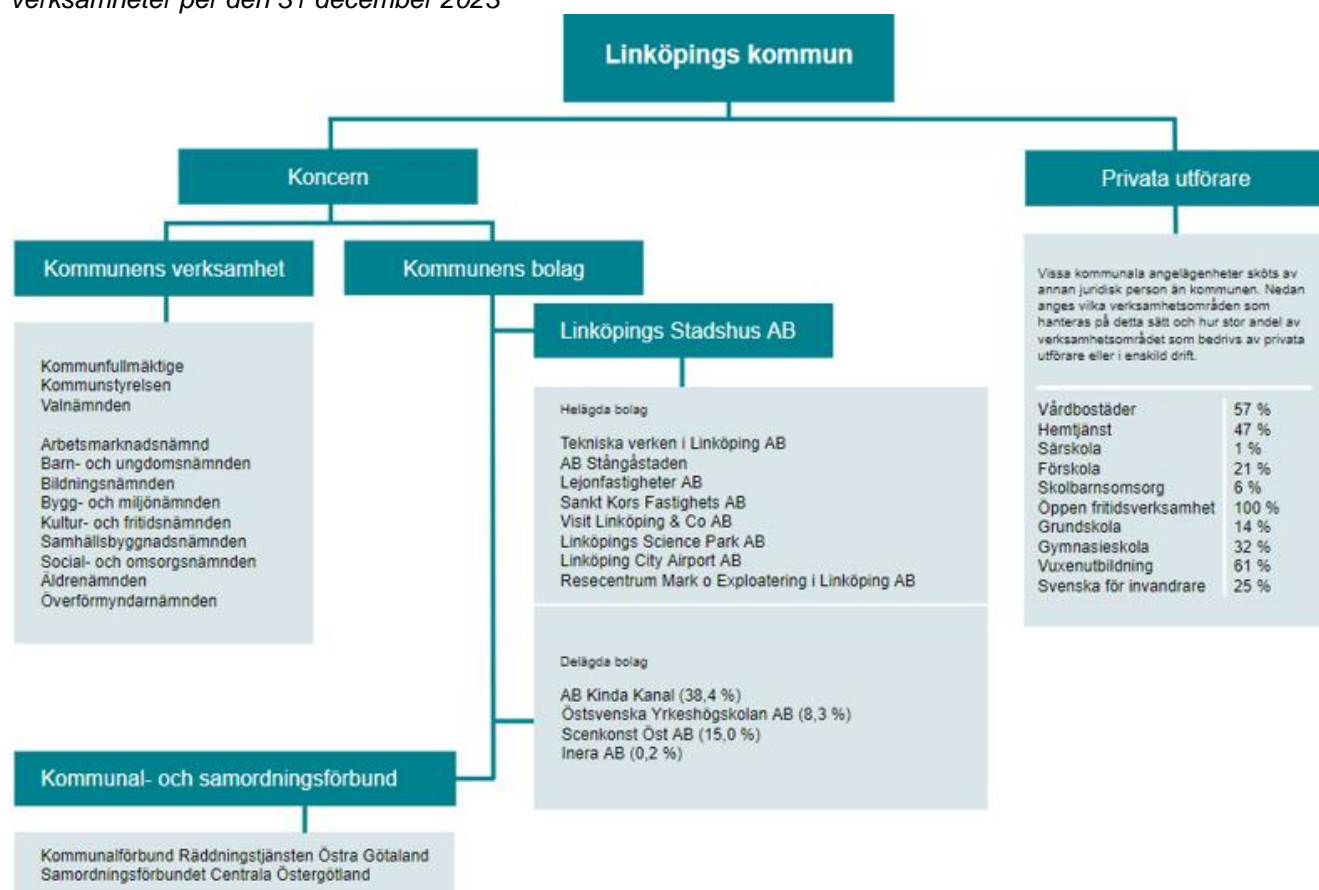 verksamheter per den 31 december 2023
Linköpings kommun
Koncern
Privata utförare
Kommunens verksamhet
Kommunens bolag
Kommunfullmäktige
Kommunstyrelsen
Valnämnden
Arbetsmarknadsnämnd
Barn- och ungdomsnämnden
Bildningsnämnden
Bygg- och miljönämnden
Kultur- och fritidsnämnden
Samhällsbyggnadsnämnden
Social- och omsorgsnämnden
Äldrenämnden
Överförmyndarnämnden
Linköpings Stadshus AB
Helägda bolag
Tekniska verken i Linköping AB
AB Stångåstaden
Lejonfastigheter AB
Sankt Kors Fastighets AB
Visit Linköping & Co AB
Linköpings Science Park AB
Linköping City Airport AB
Resecentrum Mark o Exploatering i Linköping AB
Delägda bolag
AB Kinda Kanal (38,4 %)
Östsvenska Yrkeshögskolan AB (8,3 %)
Scenkonst Öst AB (15,0 %)
Inera AB (0,2 %)
Kommunal- och samordningsförbund
Kommunalförbund Räddningstjänsten Östra Götaland
Samordningsförbundet Centrala Östergötland
Vissa kommunala angelägenheter sköts av
annan juridisk person än kommunen. Nedan
anges vilka verksamhetsområden som
hanteras på detta sätt och hur stor andel av
verksamhetsområdet som bedrivs av privata
utförare eller i enskild drift.
Vårdbostäder 57 %
Hemtjänst 47 %
Särskola 1 %
Förskola 21 %
Skolbarnsomsorg 6 %
Öppen fritidsverksamhet 100 %
Grundskola 14 %
Gymnasieskola 32 %
Vuxenutbildning 61 %
Svenska för invandrare 25 %